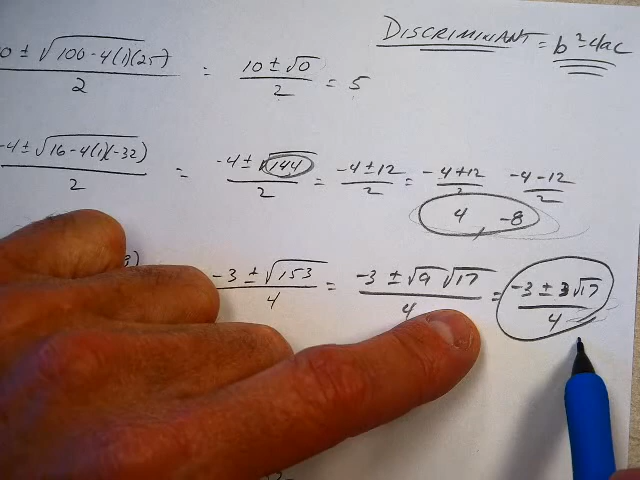 DISCRIMINANT = b²-4ac
10 ± √100-4(1)(25) / 2 = 10 ± √0 / 2 = 5
-4 ± √16-4(1)(-32) / 2 = -4 ± √144 / 2 = -4 ± 12 / 2 = -4+12 / 2 -4-12 / 2
4, -8
-3 ± √153 / 4 = -3 ± √9 √17 / 4 = -3 ± 3√17 / 4